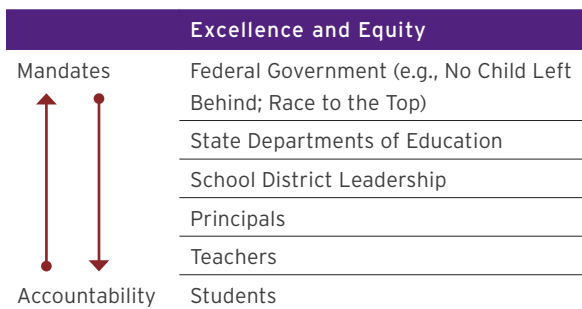 Excellence and Equity
Mandates
Federal Government (e.g., No Child Left
Behind; Race to the Top)
State Departments of Education
School District Leadership
Principals
Teachers
Accountability
Students